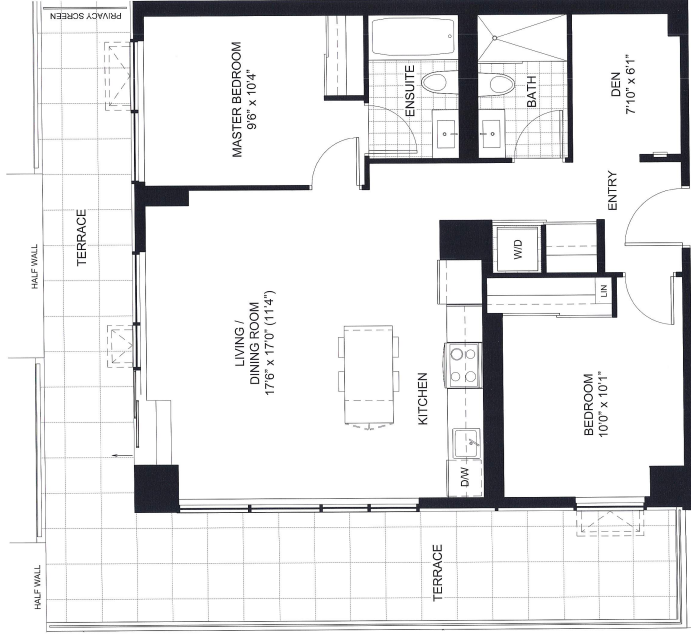 PRIVACY SCREEN
MASTER BEDROOM
9'6" x 10'4"
ENSUITE
BATH
DEN
7'10" x 6'1"
TERRACE
HALF WALL
ENTRY
W/D
LIN
LIVING /
DINING ROOM
17'6" x 17'0" (11'4")
KITCHEN
BEDROOM
10'0" x 10'1"
D/W
TERRACE
HALF WALL